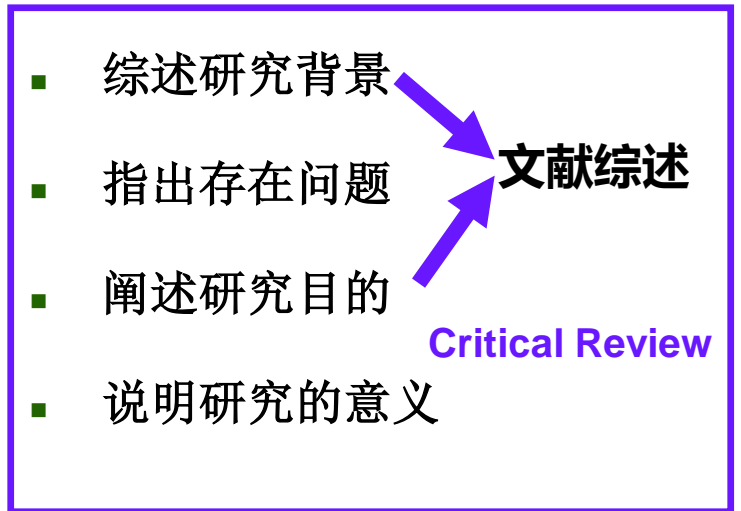 综述研究背景
文献综述
指出存在问题
阐述研究目的
Critical Review
说明研究的意义